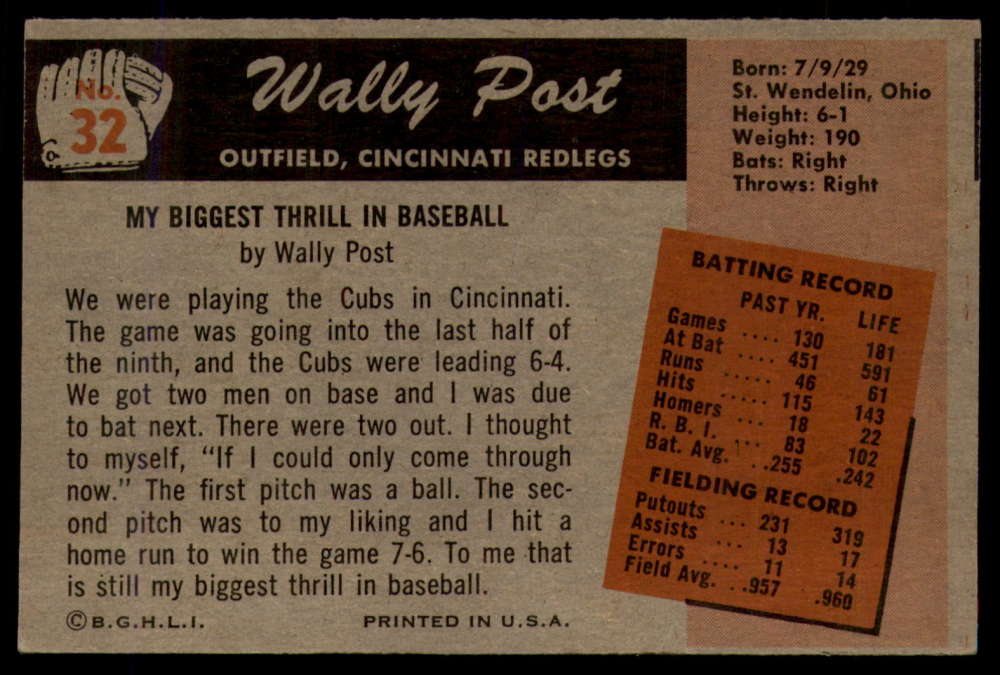 No.
32
Wally Post
OUTFIELD, CINCINNATI REDLEGS
Born: 7/9/29
St. Wendelin, Ohio
Height: 6-1
Weight: 190
Bats: Right
Throws: Right
MY BIGGEST THRILL IN BASEBALL
by Wally Post
We were playing the Cubs in Cincinnati.
The game was going into the last half of
the ninth, and the Cubs were leading 6-4.
We got two men on base and I was due
to bat next. There were two out. I thought
to myself, "If I could only come through
now." The first pitch was a ball. The sec-
ond pitch was to my liking and I hit a
home run to win the game 7-6. To me that
is still my biggest thrill in baseball.
© B.G.H.L.I.
PRINTED IN U.S.A.
BATTING RECORD
PAST YR. LIFE
Games .... 130 181
At Bat .... 451 591
Runs ..... 46 61
Hits ..... 115 143
Homers ... 18 22
R. B. I. ... 83 102
Bat. Avg. ..255 .242
FIELDING RECORD
Putouts ... 231 319
Assists ... 13 17
Errors .... 11 14
Field Avg. ..957 .960